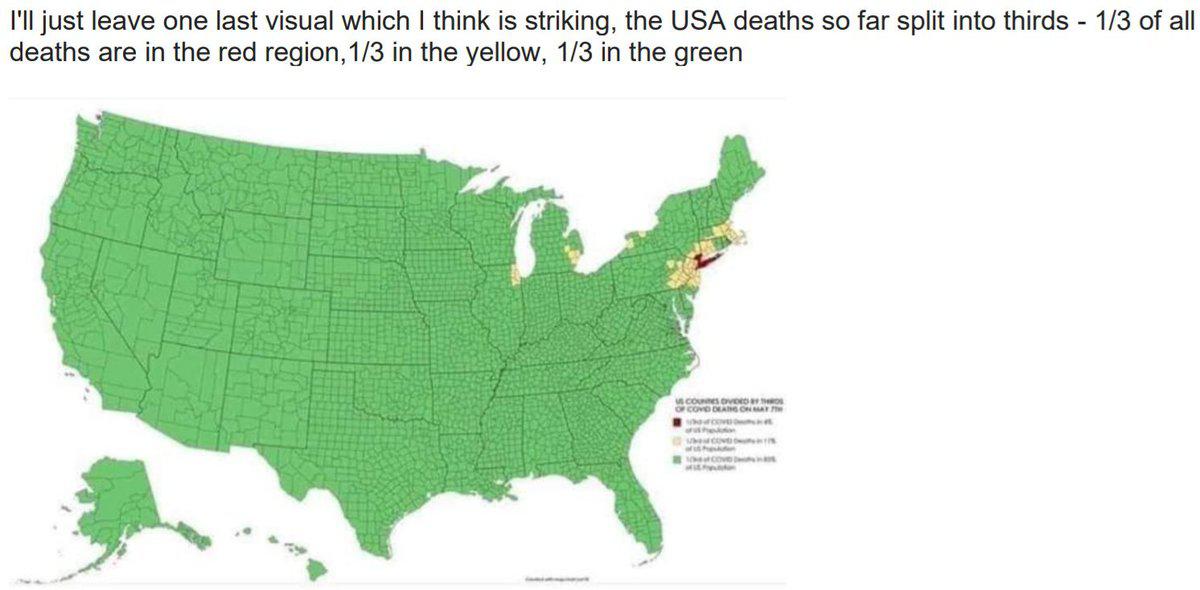 I'll just leave one last visual which I think is striking, the USA deaths so far split into thirds - 1/3 of all
deaths are in the red region,1/3 in the yellow, 1/3 in the green
US COUNTIES DIVIDED BY THIRDS
OF COVID DEATHS ON MAY 7TH
1/3rd of COVID Deaths in
of US Population
1/3rd of COVID Deaths in 11%
of US Population
1/3rd of COVID Deaths in
of US Population